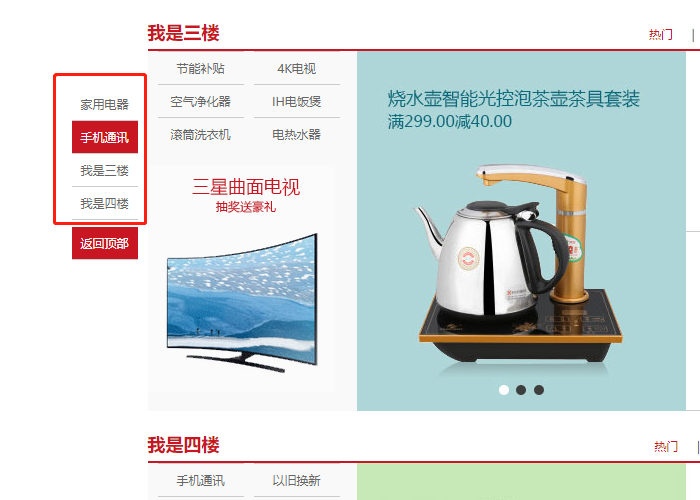 我是三楼
热门 |
家用电器
手机通讯
我是三楼
我是四楼
返回顶部
节能补贴 4K电视
空气净化器 IH电饭煲
滚筒洗衣机 电热水器
三星曲面电视
抽奖送豪礼
烧水壶智能光控泡茶壶茶具套装
满299.00减40.00
我是四楼
热门 |
手机通讯 以旧换新